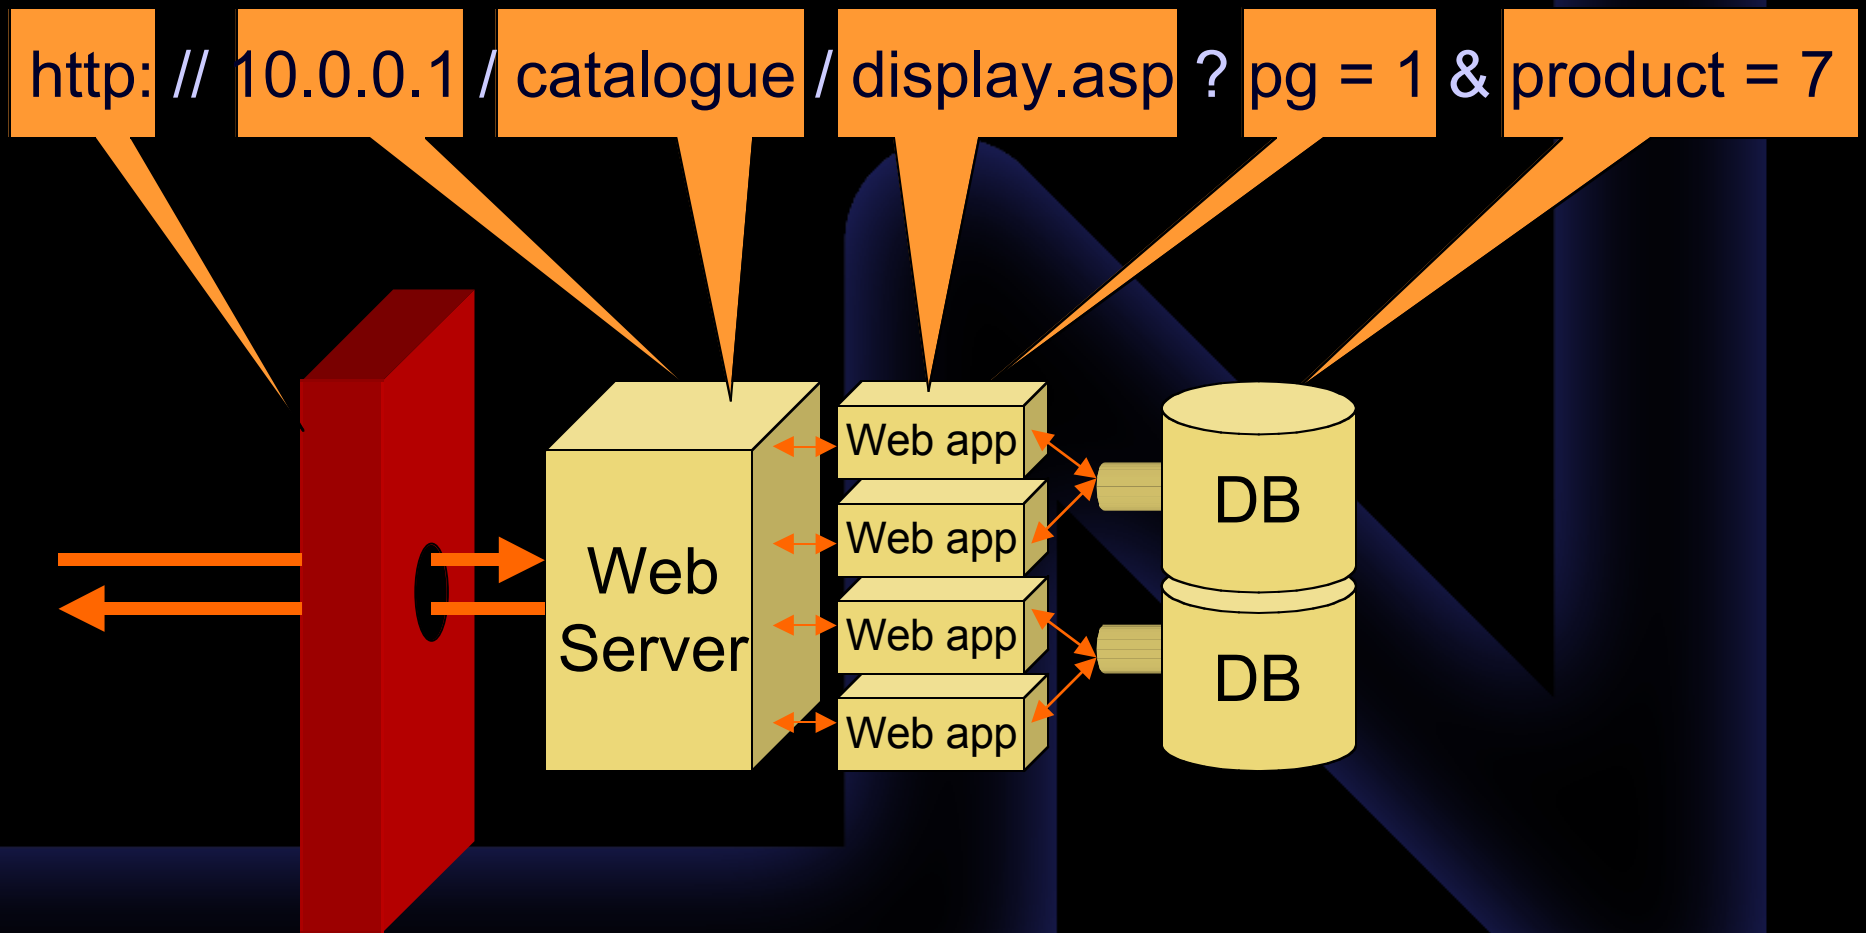 http: // 10.0.0.1 / catalogue / display.asp ? pg = 1 & product = 7
Web
Server
Web app
Web app
Web app
Web app
DB
DB